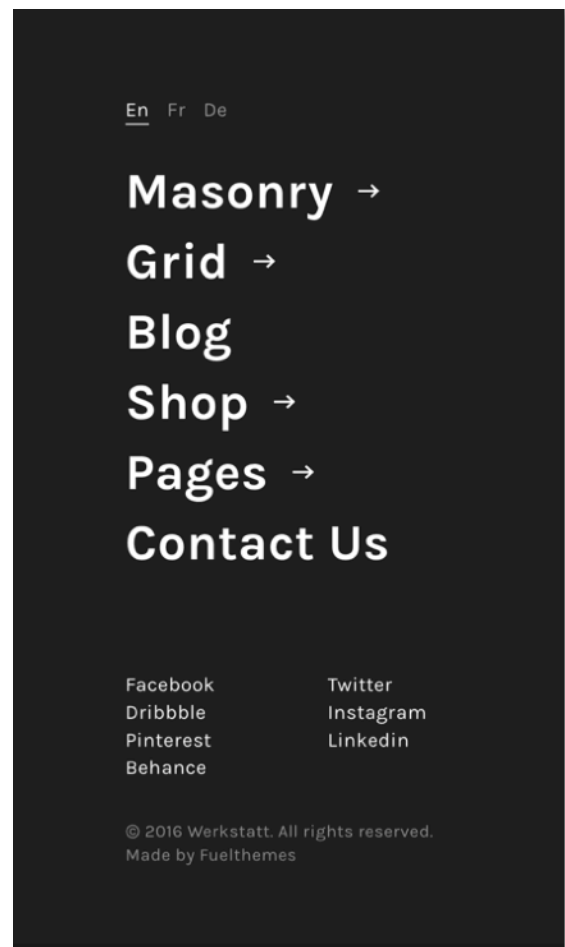 En Fr De
Masonry →
Grid →
Blog
Shop →
Pages →
Contact Us
Facebook Twitter
Dribbble Instagram
Pinterest Linkedin
Behance
© 2016 Werkstatt. All rights reserved.
Made by Fuelthemes